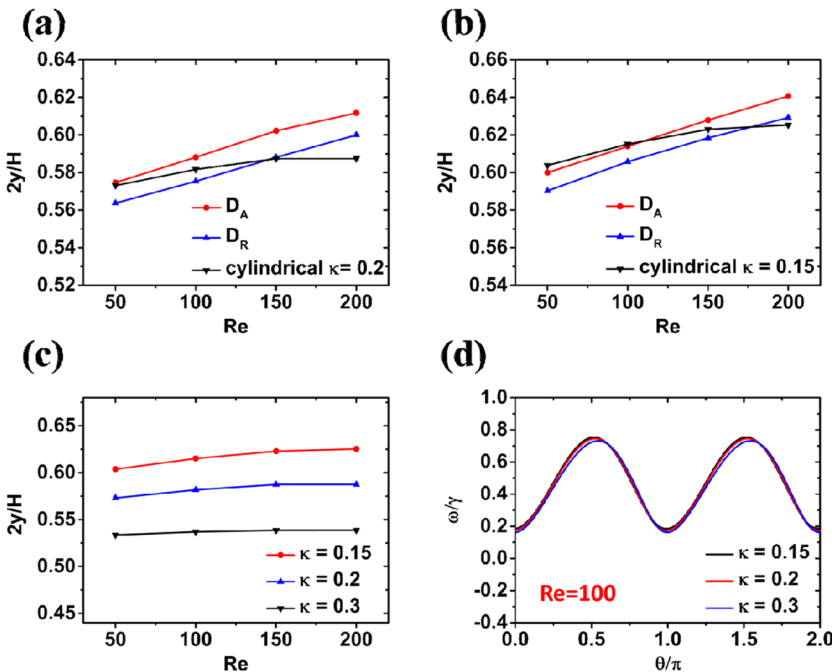 (a)
0.64
0.62
0.60
0.58
0.56
0.54
0.52
2y/H
D_A
D_R
cylindrical κ= 0.2
50 100 150 200
Re
(b)
0.66
0.64
0.62
0.60
0.58
0.56
0.54
2y/H
D_A
D_R
cylindrical κ = 0.15
50 100 150 200
Re
(c)
0.65
0.60
0.55
0.50
0.45
2y/H
κ = 0.15
κ = 0.2
κ = 0.3
50 100 150 200
Re
(d)
1.0
0.8
0.6
0.4
0.2
0.0
-0.2
-0.4
ω/γ
Re=100
κ = 0.15
κ = 0.2
κ = 0.3
0.0 0.5 1.0 1.5 2.0
θ/π